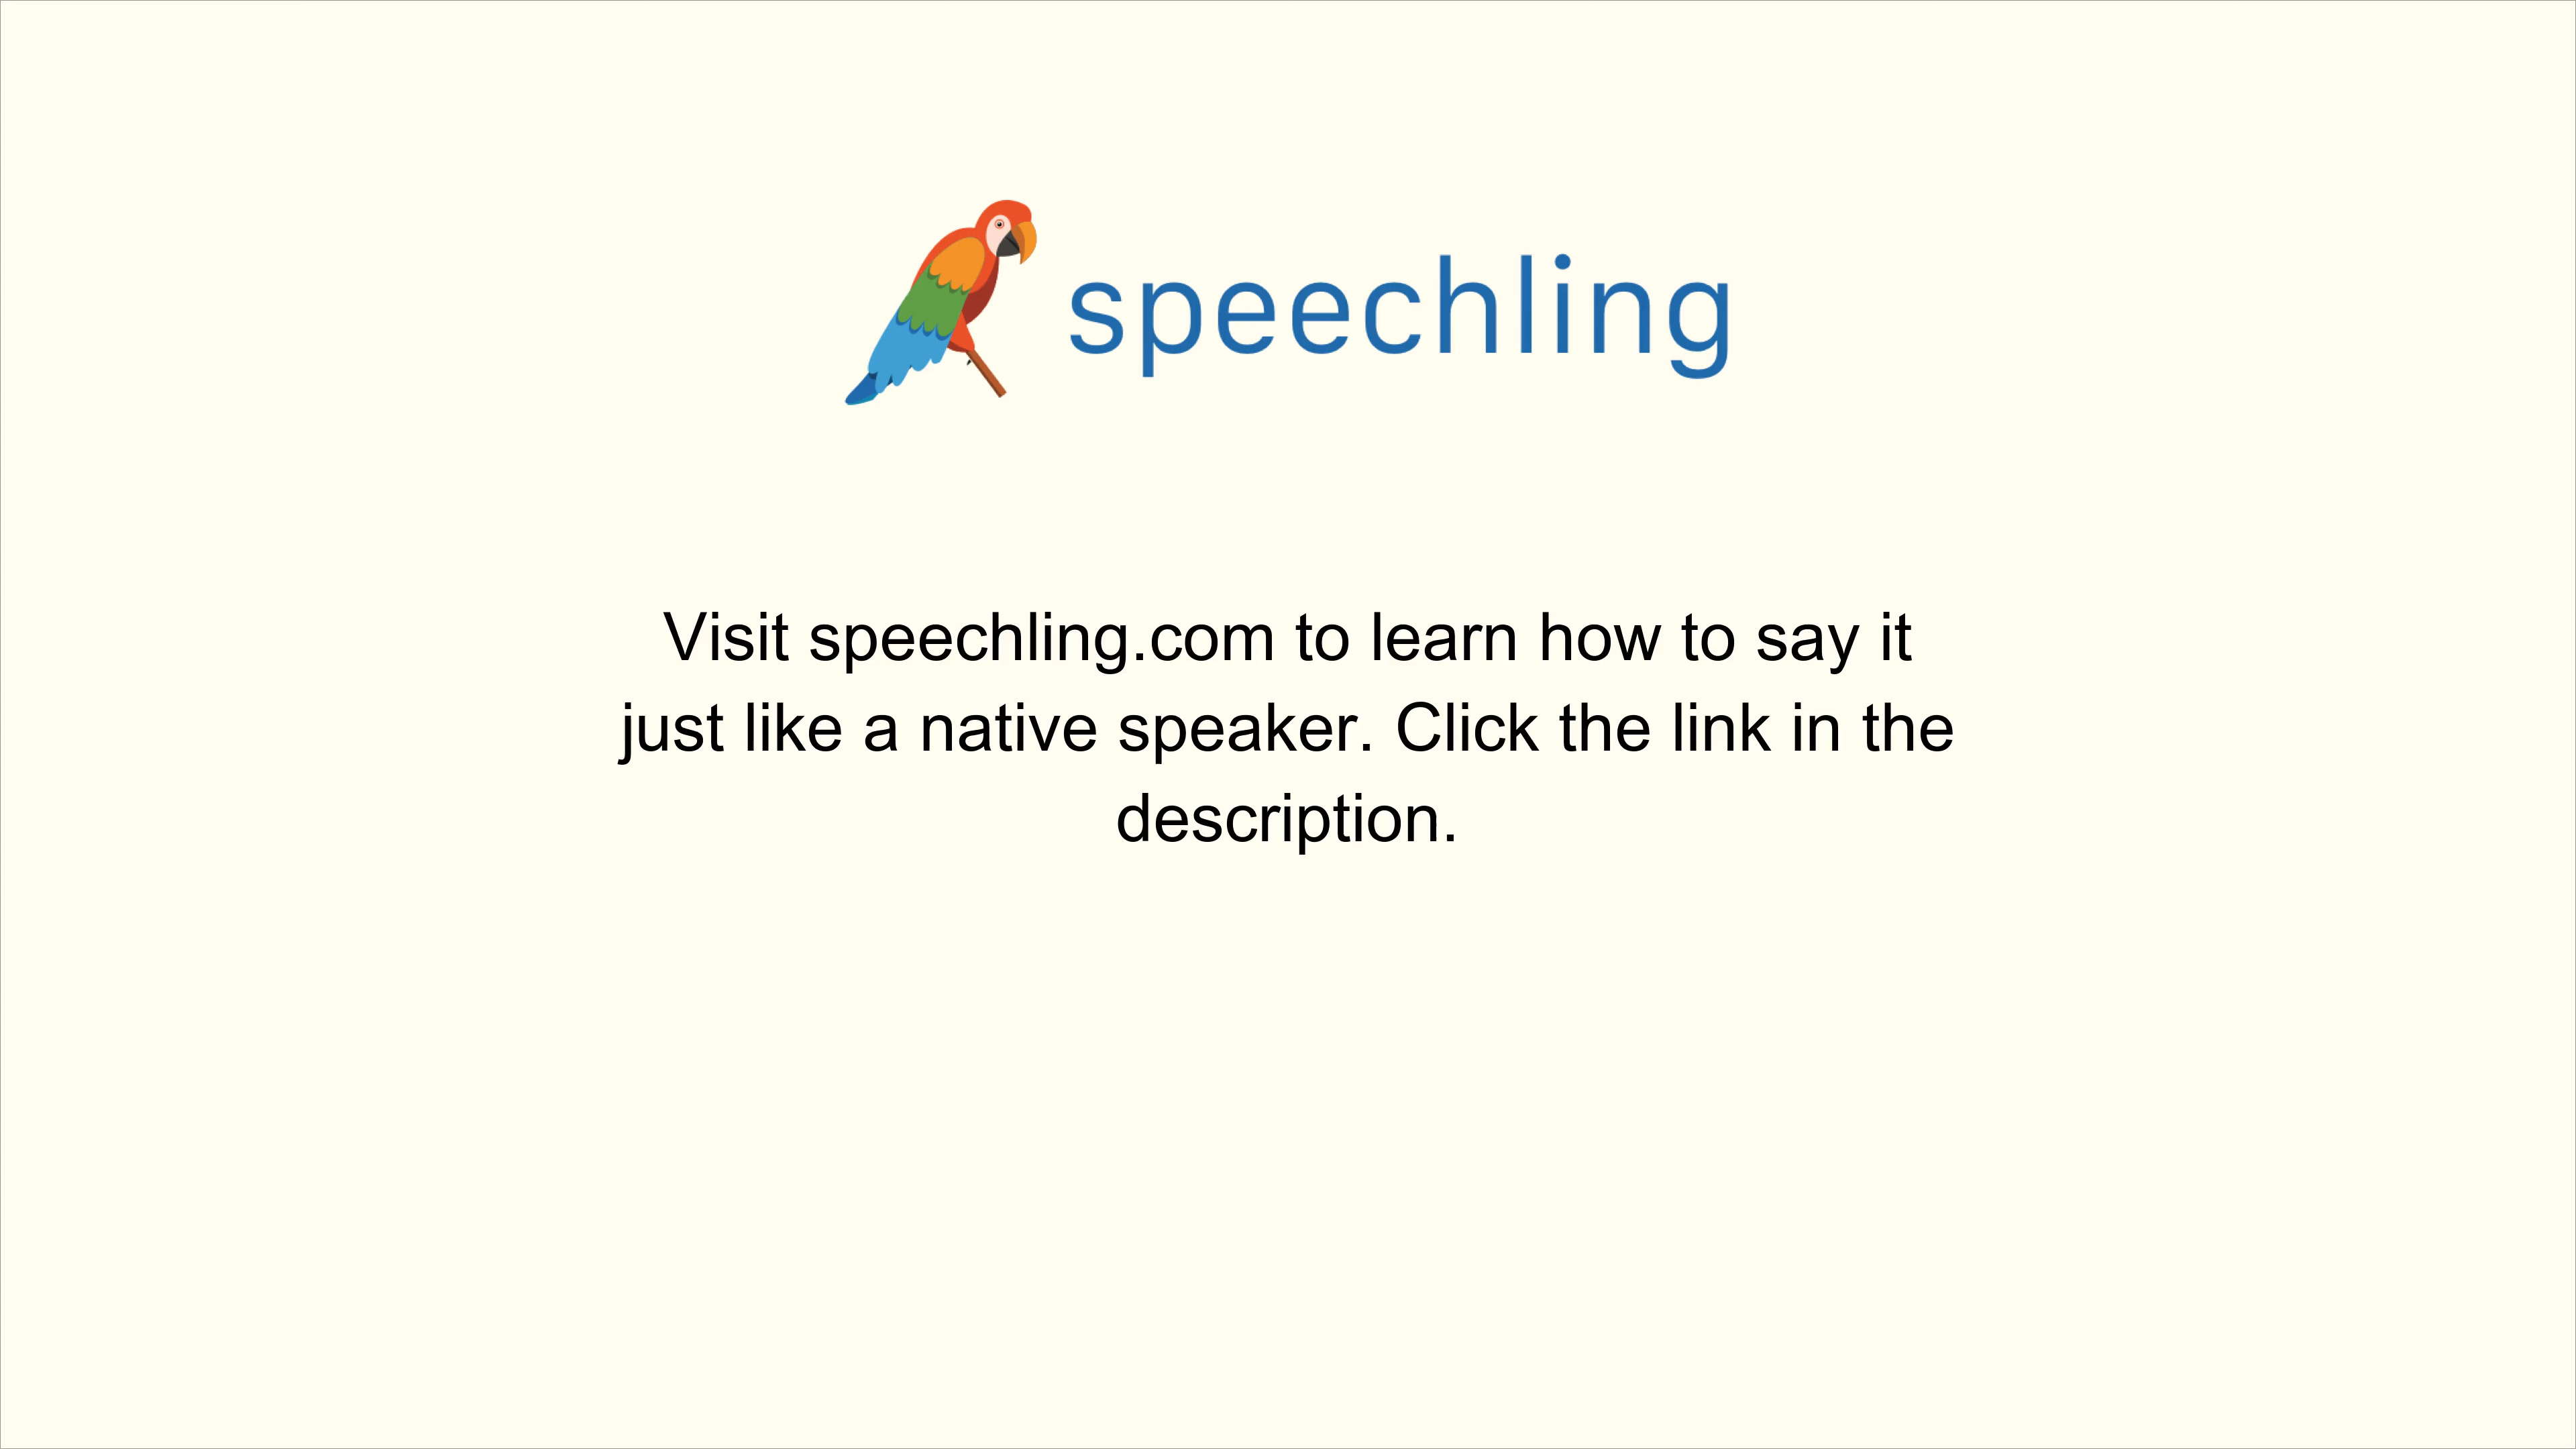 speechling
Visit speechling.com to learn how to say it
just like a native speaker. Click the link in the
description.